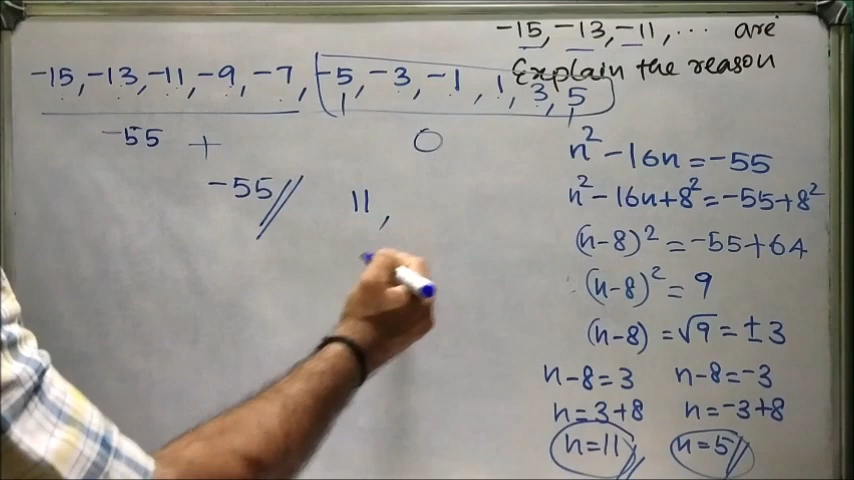 -15, -13, -11, ... are
Explain the reason
-15, -13, -11, -9, -7, -5, -3, -1, 1, 3, 5
-55 + 0
-55 11,
n² - 16n = -55
n² - 16n + 8² = -55 + 8²
(n-8)² = -55 + 64
(n-8)² = 9
(n-8) = √9 = ±3
n-8=3 n-8=-3
n=3+8 n=-3+8
n=11 n=5